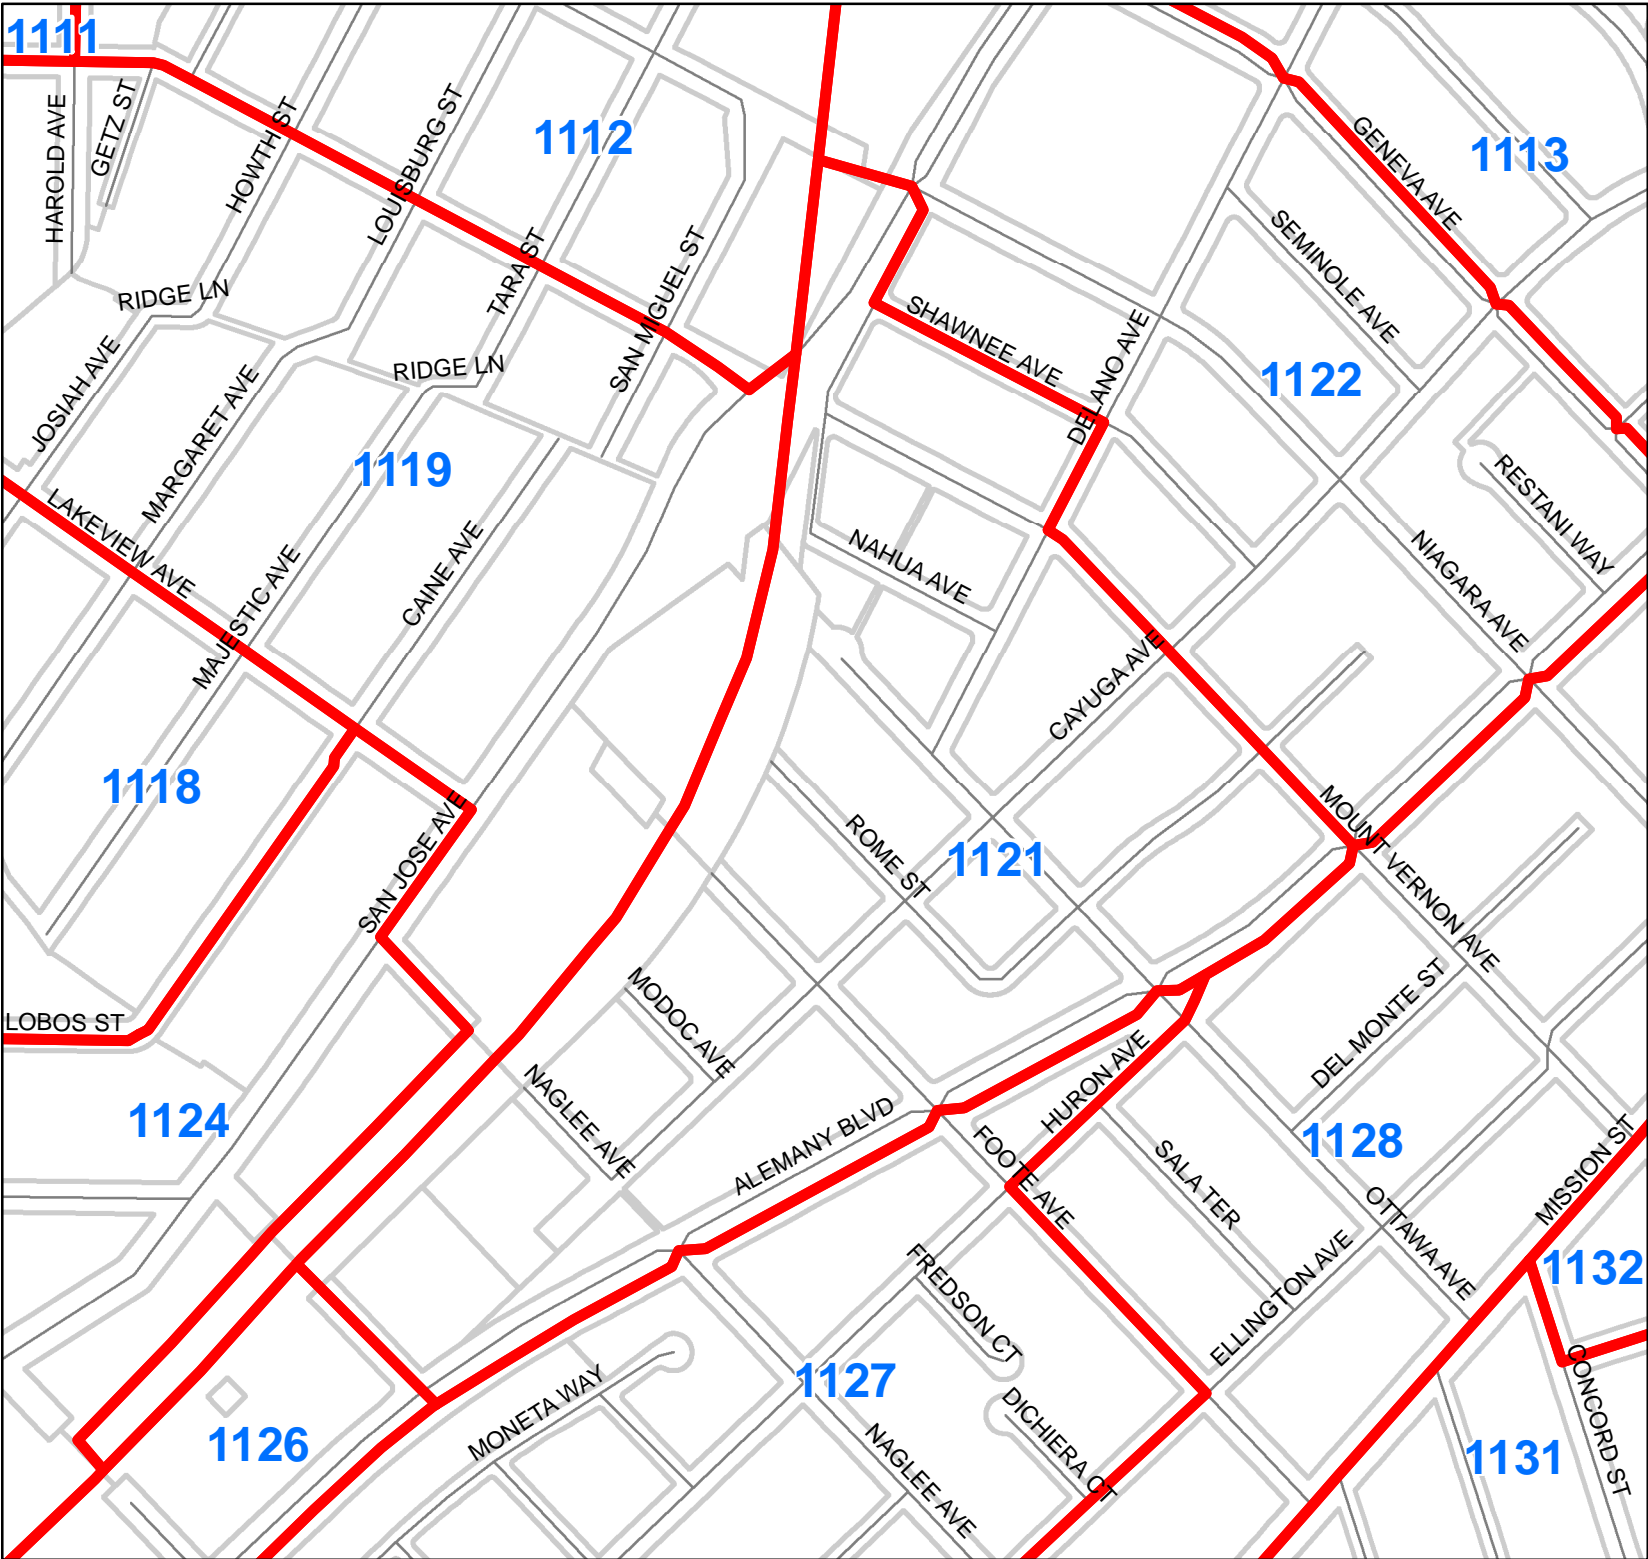 1111
HAROLD AVE
GETZ ST
HOWTH ST
LOUISBURG ST
1112
1113
GENEVA AVE
SEMINOLE AVE
RIDGE LN
TARA ST
SAN MIGUEL ST
SHAWNEE AVE
DELANO AVE
1122
JOSIAH AVE
MARGARET AVE
RIDGE LN
1119
LAKEVIEW AVE
MAJESTIC AVE
CAINE AVE
NAHUA AVE
RESTANI WAY
NIAGARA AVE
CAYUGA AVE
1118
SAN JOSE AVE
ROME ST
1121
MOUNT VERNON AVE
LOBOS ST
MODOC AVE
DEL MONTE ST
1124
NAGLEE AVE
ALEMANY BLVD
HURON AVE
FOOTE AVE
SALA TER
1128
OTTAWA AVE
MISSION ST
1132
FREDSON CT
ELLINGTON AVE
CONCORD ST
1127
MONETA WAY
DICHIERA CT
NAGLEE AVE
1126
1131